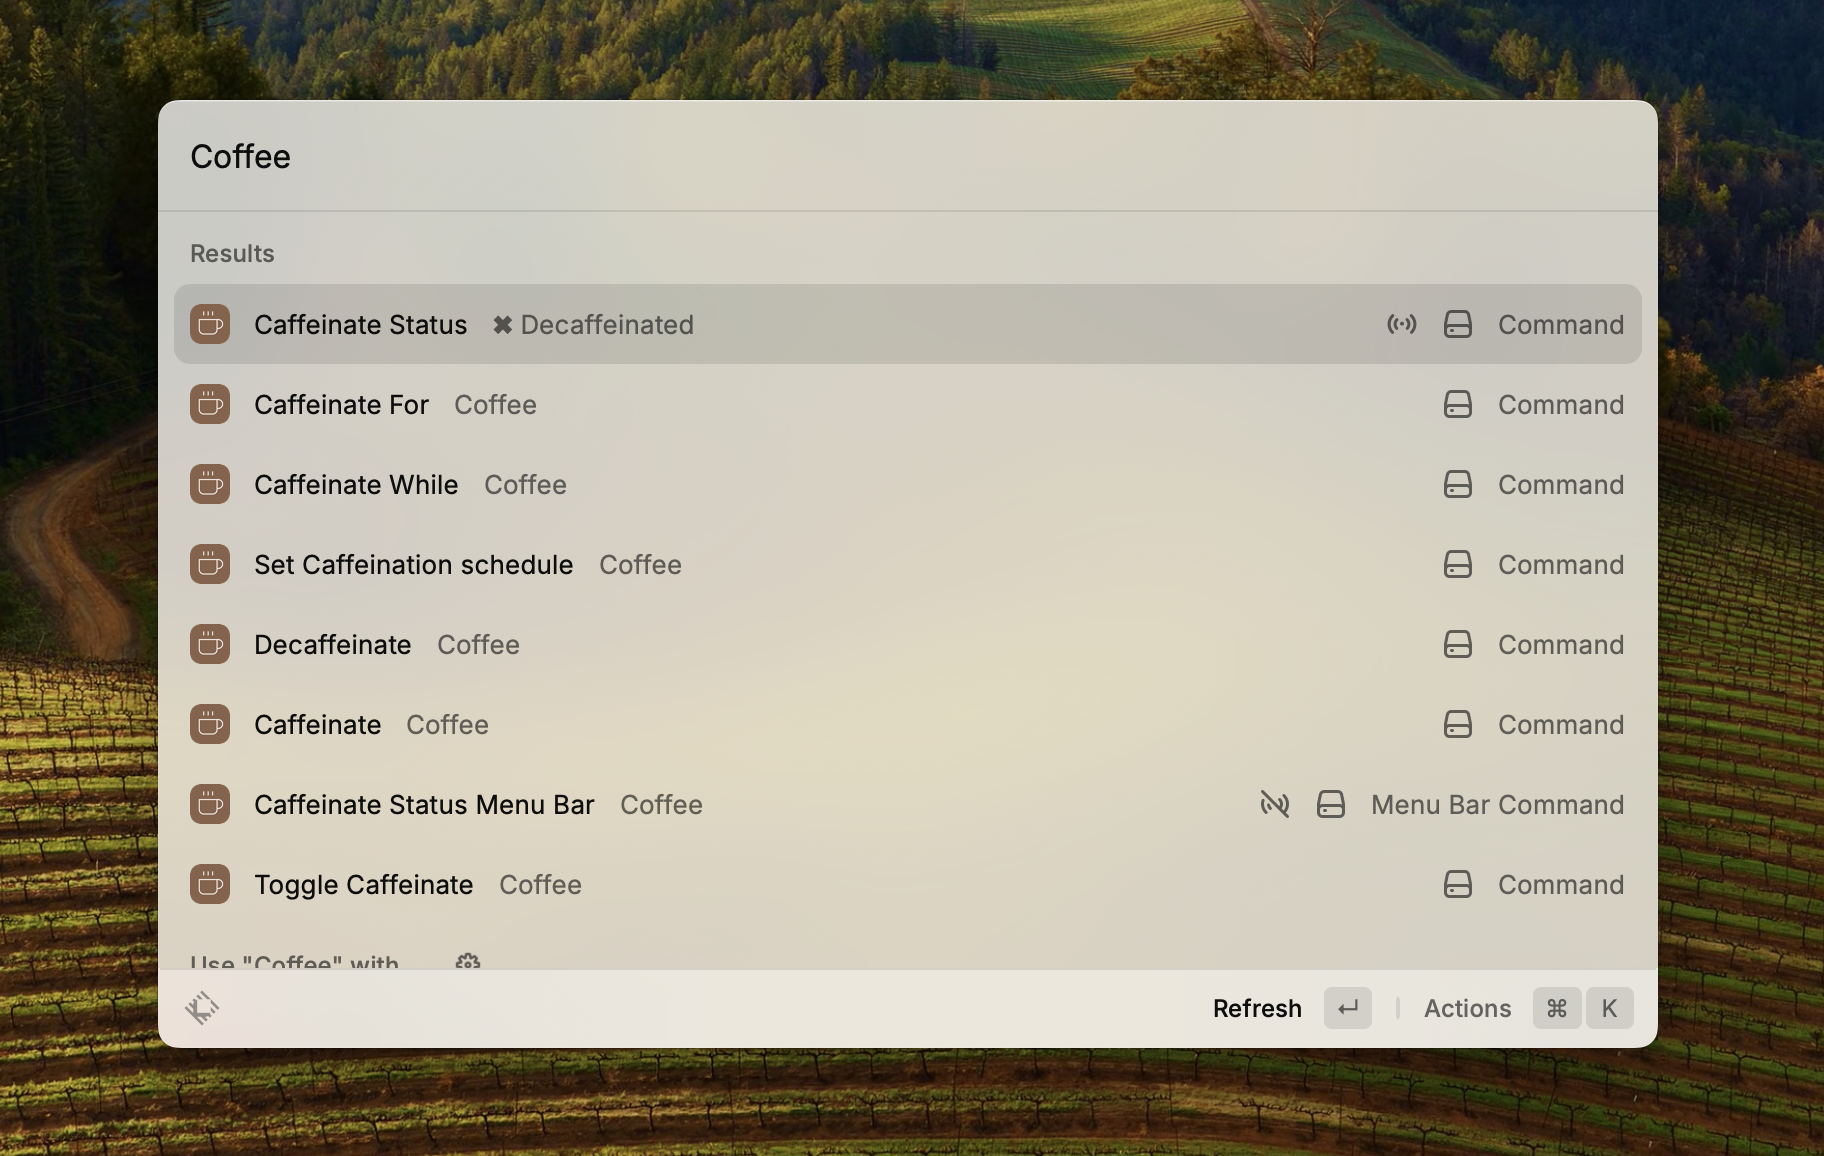 Coffee
Results
Caffeinate Status ✖ Decaffeinated Command
Caffeinate For Coffee Command
Caffeinate While Coffee Command
Set Caffeination schedule Coffee Command
Decaffeinate Coffee Command
Caffeinate Coffee Command
Caffeinate Status Menu Bar Coffee Menu Bar Command
Toggle Caffeinate Coffee Command
Use "Coffee" with
Refresh ↵ Actions ⌘ K